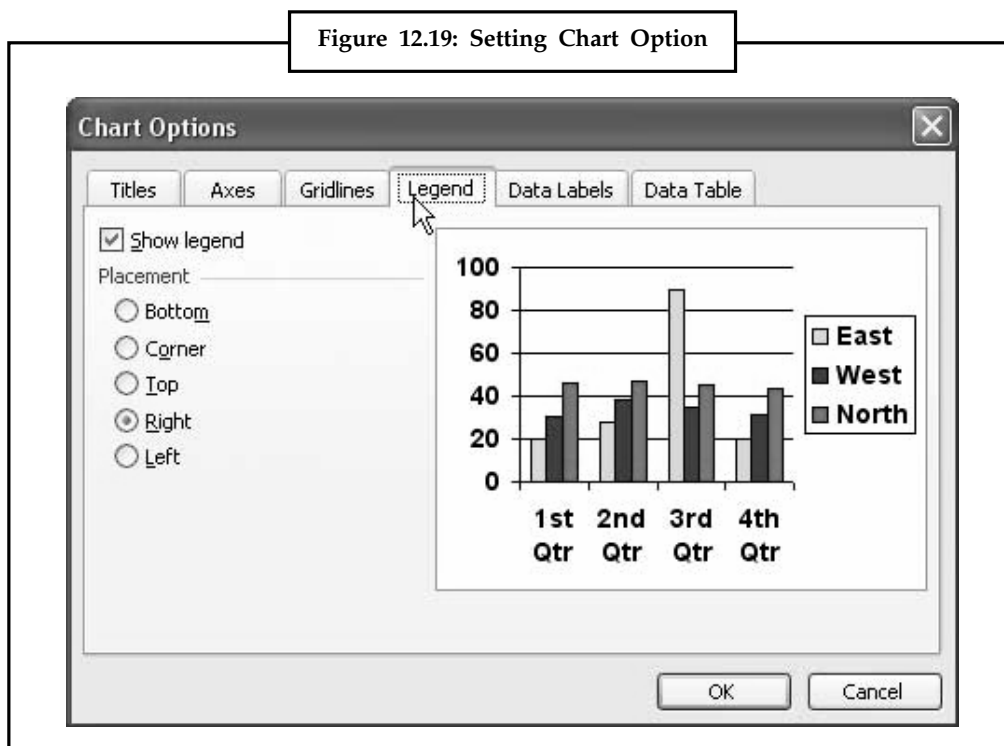 Figure 12.19: Setting Chart Option
Chart Options
Titles
Axes
Gridlines
Legend
Data Labels
Data Table
Show legend
Placement
Bottom
Corner
Top
Right
Left
100
80
60
40
20
0
1st Qtr
2nd Qtr
3rd Qtr
4th Qtr
East
West
North
OK
Cancel